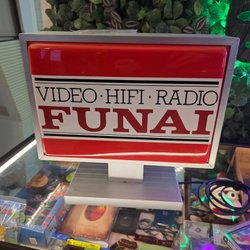 VIDEO · HIFI · RADIO
FUNAI